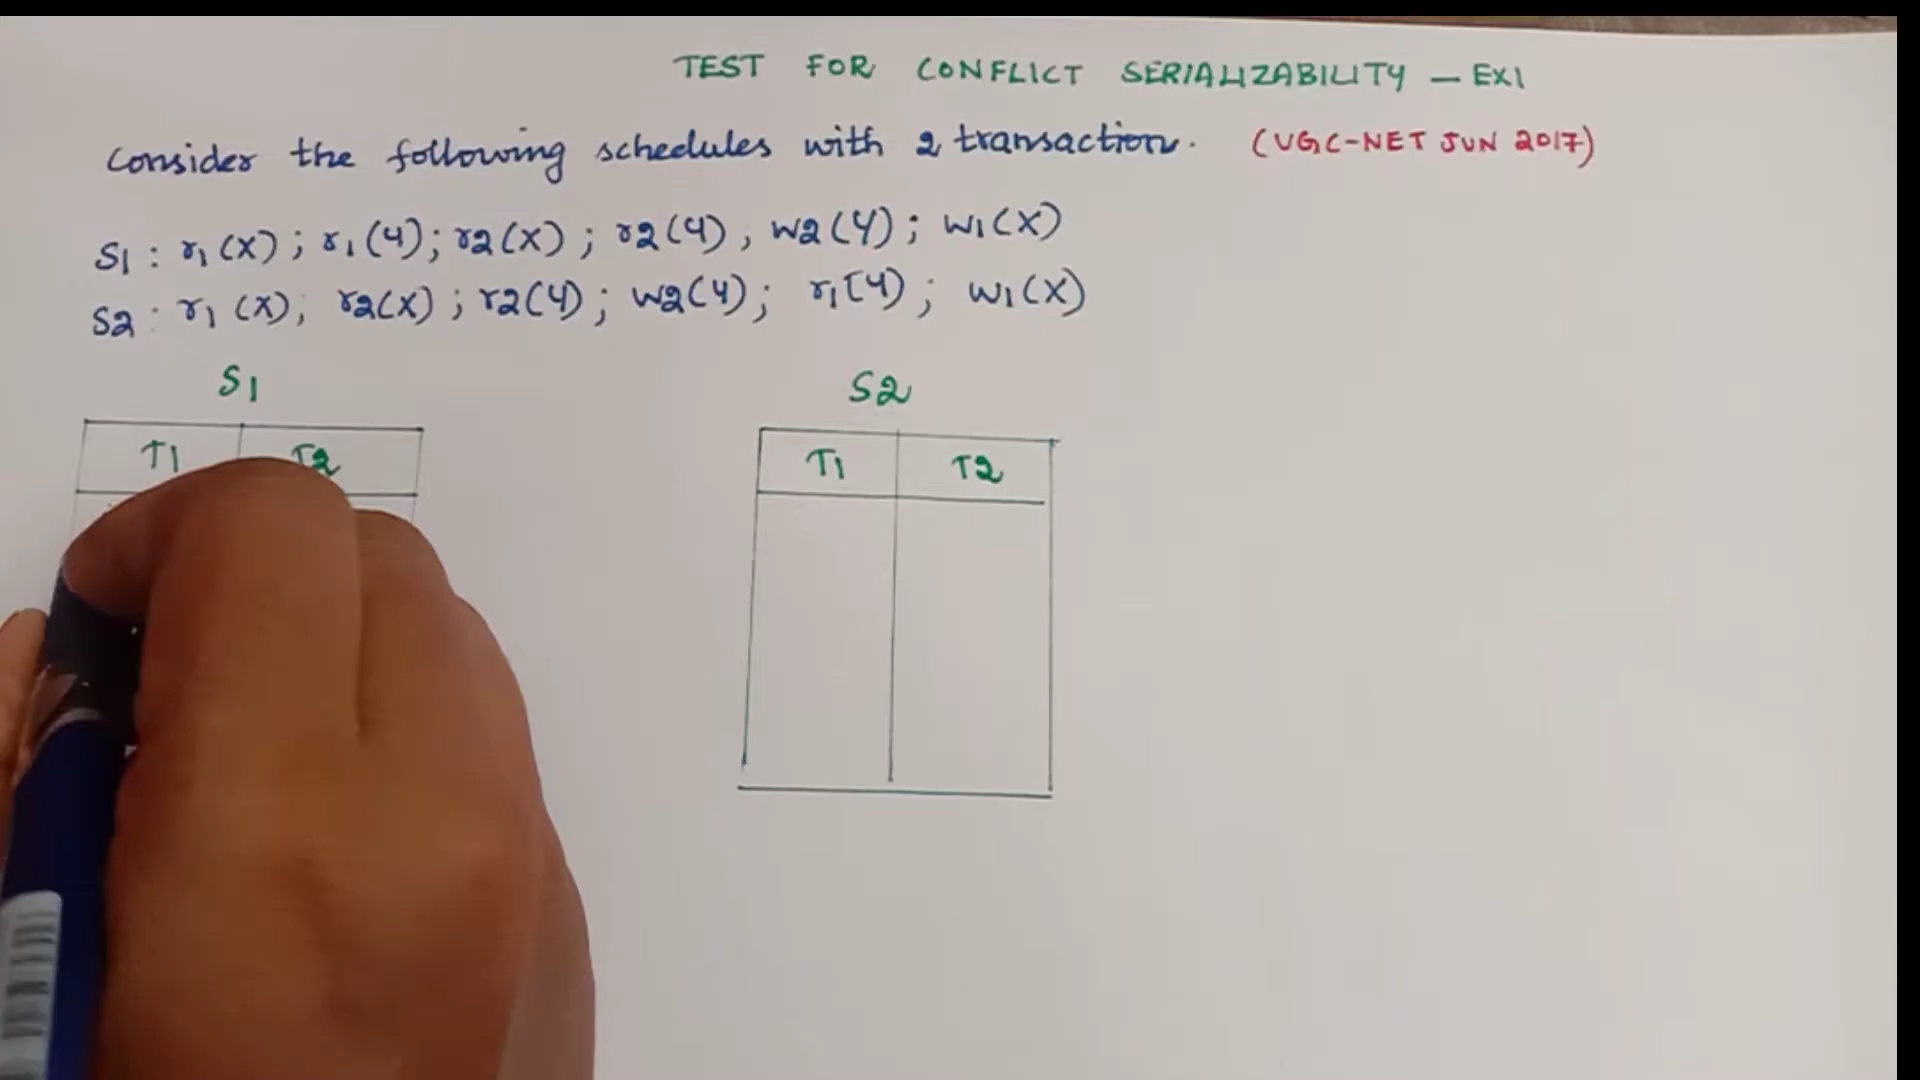 TEST FOR CONFLICT SERIALIZABILITY — EX1
Consider the following schedules with 2 transaction. (UGC-NET JUN 2017)
S1 : r1(X) ; r1(Y) ; r2(X) ; r2(Y) , W2(Y) ; W1(X)
S2 : r1(X) ; r2(X) ; r2(Y) ; W2(Y) ; r1(Y) ; W1(X)
S1 S2
T1 T2 T1 T2